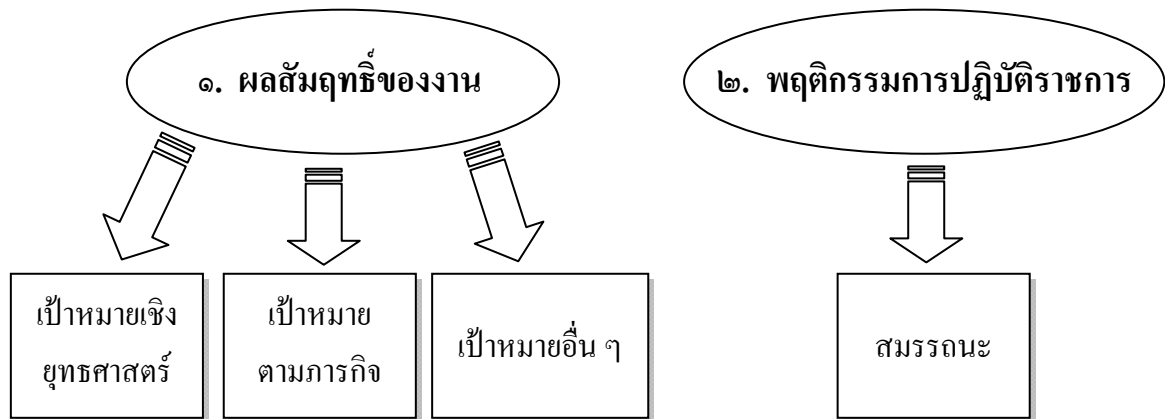 ๑. ผลสัมฤทธิ์ของงาน
๒. พฤติกรรมการปฏิบัติราชการ
เป้าหมายเชิง
ยุทธศาสตร์
เป้าหมาย
ตามภารกิจ
เป้าหมายอื่น ๆ
สมรรถนะ